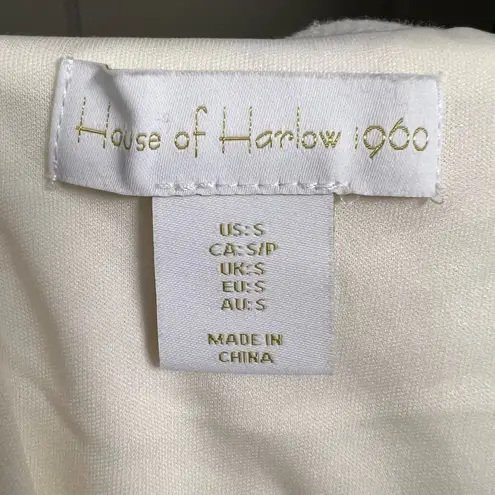 House of Harlow 1960
US: S
CA: S/P
UK: S
EU: S
AU: S
MADE IN
CHINA